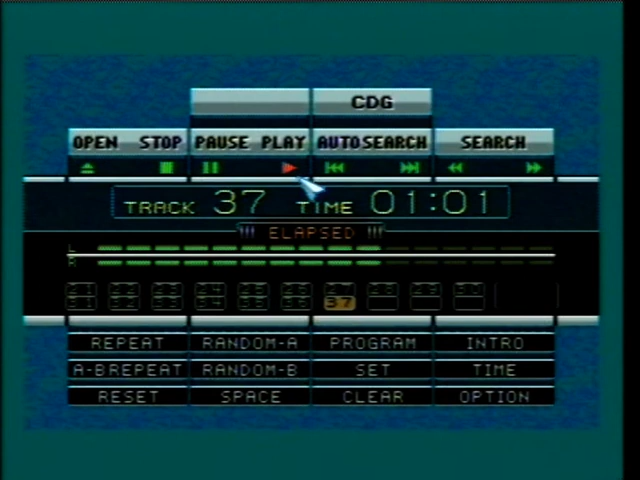 CDG
OPEN STOP PAUSE PLAY AUTOSEARCH SEARCH
TRACK 37 TIME 01:01
ELAPSED
L
R
37
REPEAT RANDOM-A PROGRAM INTRO
A-BREPEAT RANDOM-B SET TIME
RESET SPACE CLEAR OPTION